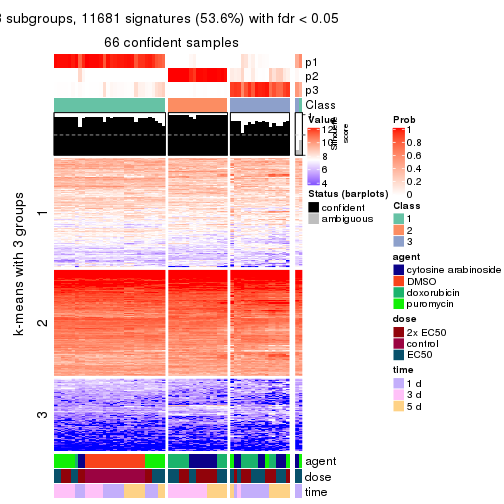 3 subgroups, 11681 signatures (53.6%) with fdr < 0.05
66 confident samples
p1
p2
p3
Class
Silhouette
score
k-means with 3 groups
1
2
3
agent
dose
time
Value
12
10
8
6
4
Status (barplots)
confident
ambiguous
Prob
1
0.8
0.6
0.4
0.2
0
Class
1
2
3
agent
cytosine arabinoside
DMSO
doxorubicin
puromycin
dose
2x EC50
control
EC50
time
1 d
3 d
5 d